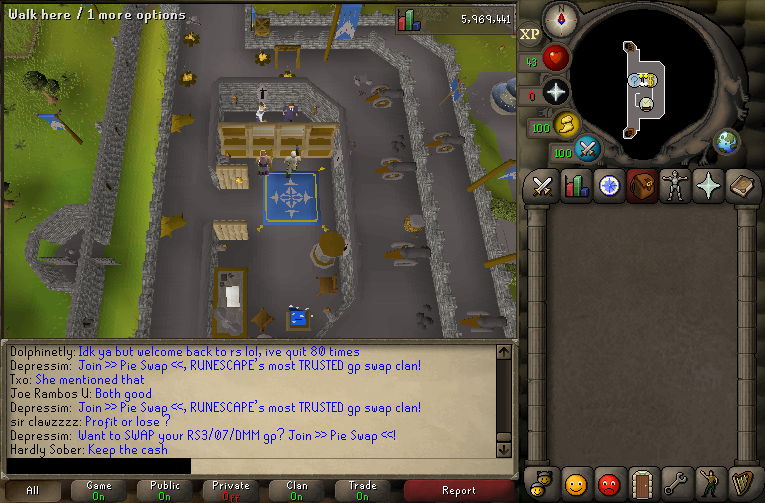 Walk here / 1 more options
5,969,441
XP
43
0
100
100
Dolphinetly: Idk ya but welcome back to rs lol, ive quit 80 times
Depressim: Join >> Pie Swap <<, RUNESCAPE's most TRUSTED gp swap clan!
Txo: She mentioned that
Joe Rambos U: Both good
Depressim: Join >> Pie Swap <<, RUNESCAPE's most TRUSTED gp swap clan!
sir clawzzzz: Profit or lose ?
Depressim: Want to SWAP your RS3/07/DMM gp? Join >> Pie Swap <<!
Hardly Sober: Keep the cash
All
Game
On
Public
On
Private
Off
Clan
On
Trade
On
Report